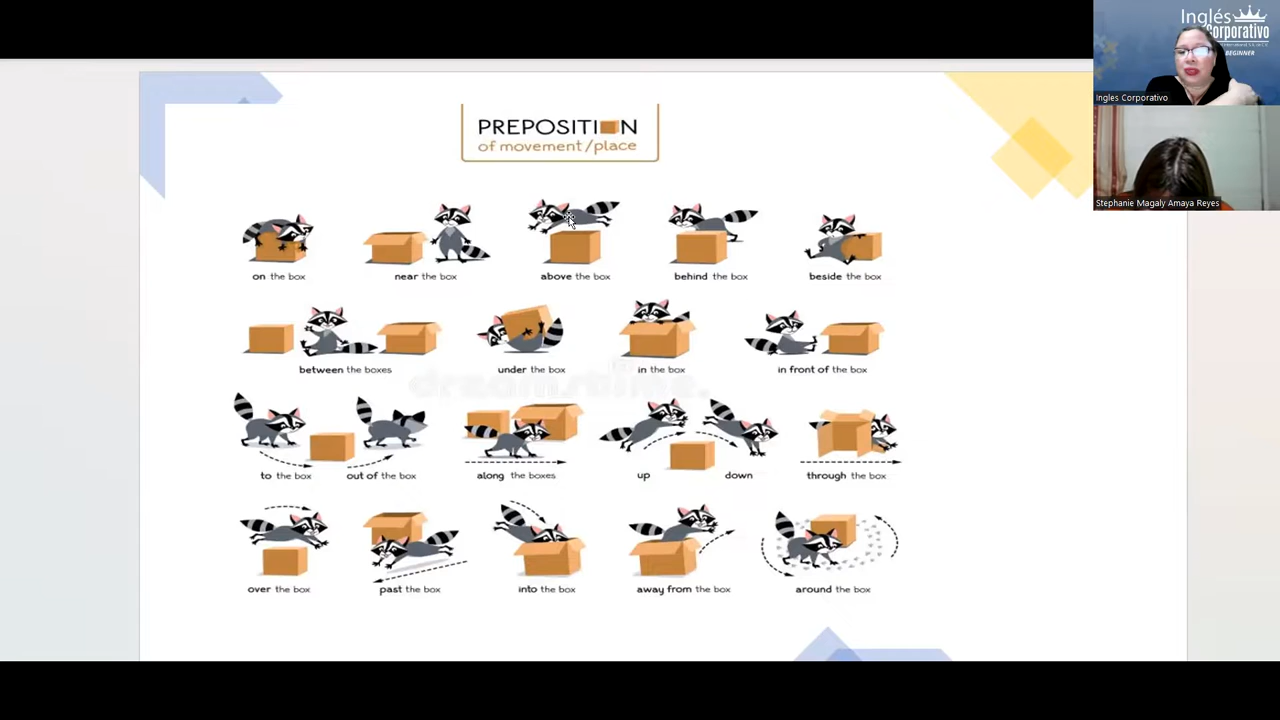 PREPOSITION
of movement/place
on the box
near the box
above the box
behind the box
beside the box
between the boxes
under the box
in the box
in front of the box
to the box
out of the box
along the boxes
up
down
through the box
over the box
past the box
into the box
away from the box
around the box
dreamstime.
Inglés
Corporativo
BEGINNER
Ingles Corporativo
Stephanie Magaly Amaya Reyes